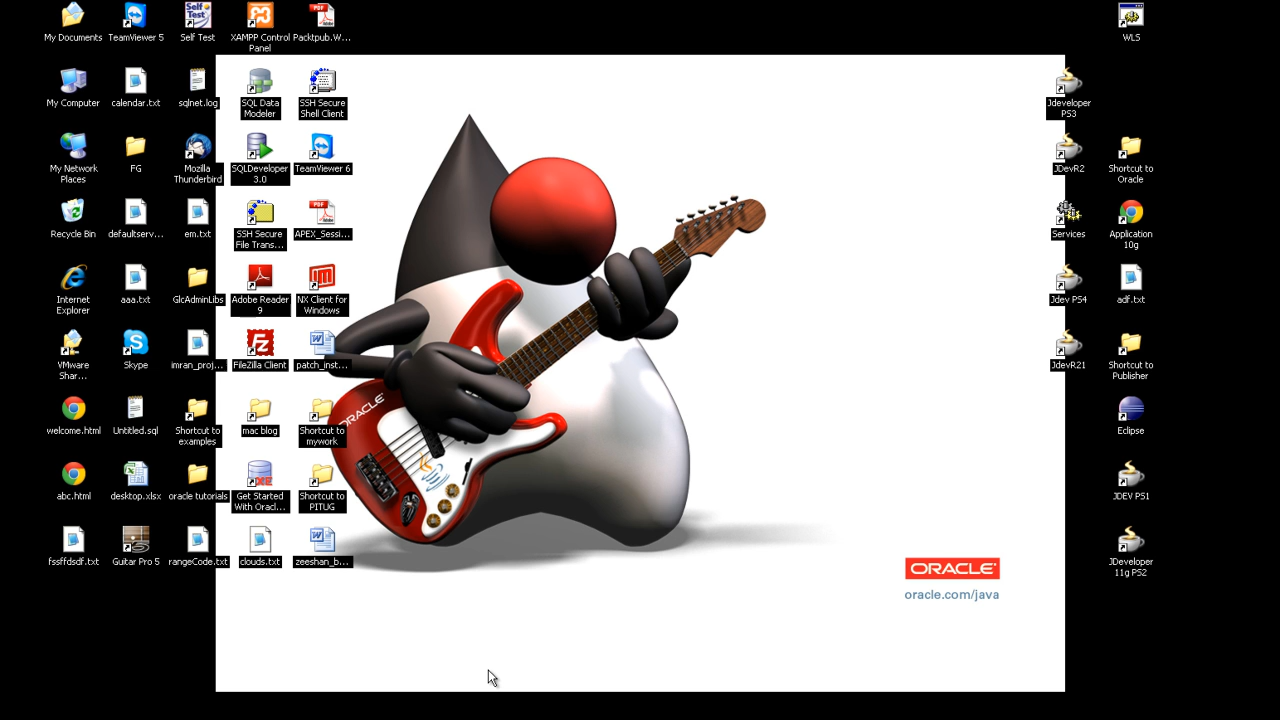 My Documents
TeamViewer 5
Self Test
XAMPP Control
Panel
Packtpub.W...
WLS
My Computer
calendar.txt
sqlnet.log
SQL Data
Modeler
SSH Secure
Shell Client
Jdeveloper
PS3
My Network
Places
FG
Mozilla
Thunderbird
SQLDeveloper
3.0
TeamViewer 6
JDevR2
Shortcut to
Oracle
Recycle Bin
defaultserv...
em.txt
SSH Secure
File Trans...
APEX_Sessi...
Services
Application
10g
Internet
Explorer
aaa.txt
GlcAdminLibs
Adobe Reader
9
NX Client for
Windows
Jdev PS4
adf.txt
VMware
Shar...
Skype
imran_proj...
FileZilla Client
patch_inst...
JdevR21
Shortcut to
Publisher
welcome.html
Untitled.sql
Shortcut to
examples
mac blog
Shortcut to
mywork
Eclipse
ORACLE
abc.html
desktop.xlsx
oracle tutorials
Get Started
With Oracl...
Shortcut to
PITUG
JDEV PS1
fssffdsdf.txt
Guitar Pro 5
rangeCode.txt
clouds.txt
zeeshan_b...
JDeveloper
11g PS2
ORACLE
oracle.com/java